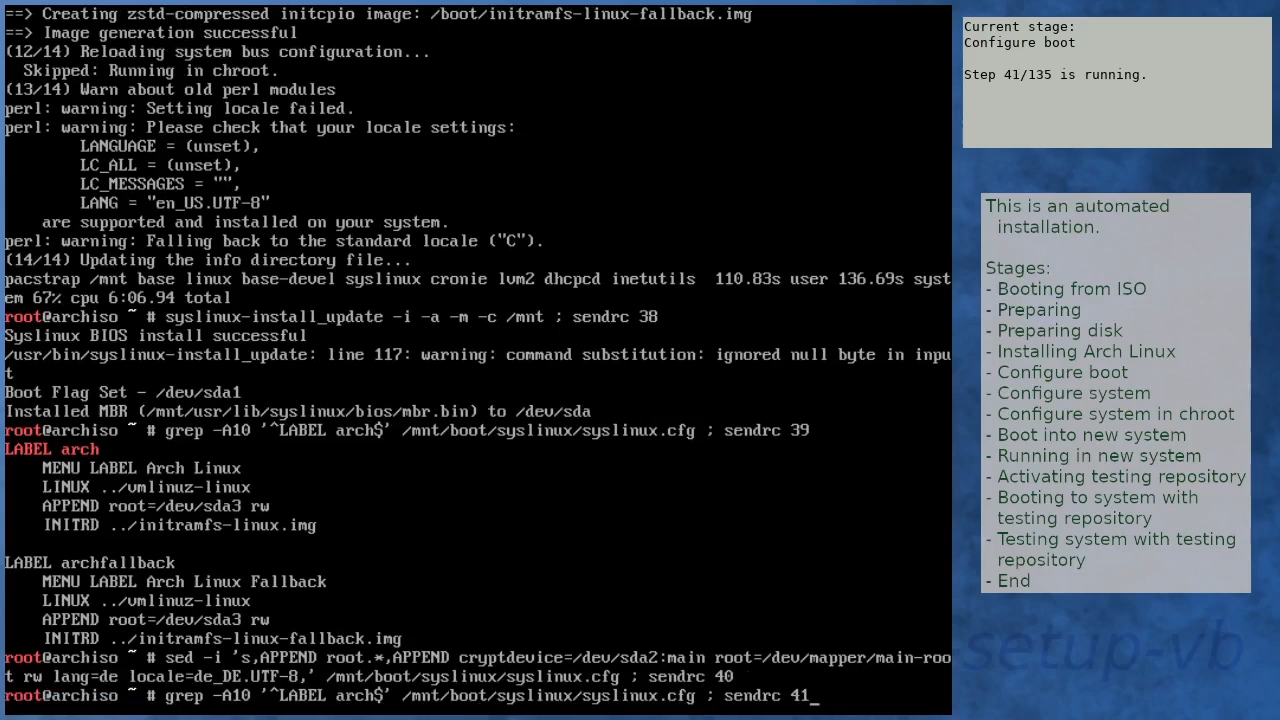 ==> Creating zstd-compressed initcpio image: /boot/initramfs-linux-fallback.img
==> Image generation successful
(12/14) Reloading system bus configuration...
  Skipped: Running in chroot.
(13/14) Warn about old perl modules
perl: warning: Setting locale failed.
perl: warning: Please check that your locale settings:
        LANGUAGE = (unset),
        LC_ALL = (unset),
        LC_MESSAGES = "",
        LANG = "en_US.UTF-8"
    are supported and installed on your system.
perl: warning: Falling back to the standard locale ("C").
(14/14) Updating the info directory file...
pacstrap /mnt base linux base-devel syslinux cronie lvm2 dhcpcd inetutils  110.83s user 136.69s syst
em 67% cpu 6:06.94 total
root@archiso ~ # syslinux-install_update -i -a -m -c /mnt ; sendrc 38
Syslinux BIOS install successful
/usr/bin/syslinux-install_update: line 117: warning: command substitution: ignored null byte in inpu
t
Boot Flag Set - /dev/sda1
Installed MBR (/mnt/usr/lib/syslinux/bios/mbr.bin) to /dev/sda
root@archiso ~ # grep -A10 '^LABEL arch$' /mnt/boot/syslinux/syslinux.cfg ; sendrc 39
LABEL arch
    MENU LABEL Arch Linux
    LINUX ../vmlinuz-linux
    APPEND root=/dev/sda3 rw
    INITRD ../initramfs-linux.img

LABEL archfallback
    MENU LABEL Arch Linux Fallback
    LINUX ../vmlinuz-linux
    APPEND root=/dev/sda3 rw
    INITRD ../initramfs-linux-fallback.img
root@archiso ~ # sed -i 's,APPEND root.*,APPEND cryptdevice=/dev/sda2:main root=/dev/mapper/main-roo
t rw lang=de locale=de_DE.UTF-8,' /mnt/boot/syslinux/syslinux.cfg ; sendrc 40
root@archiso ~ # grep -A10 '^LABEL arch$' /mnt/boot/syslinux/syslinux.cfg ; sendrc 41_
Current stage:
Configure boot

Step 41/135 is running.
This is an automated
installation.

Stages:
- Booting from ISO
- Preparing
- Preparing disk
- Installing Arch Linux
- Configure boot
- Configure system
- Configure system in chroot
- Boot into new system
- Running in new system
- Activating testing repository
- Booting to system with
testing repository
- Testing system with testing
repository
- End
setup-vb